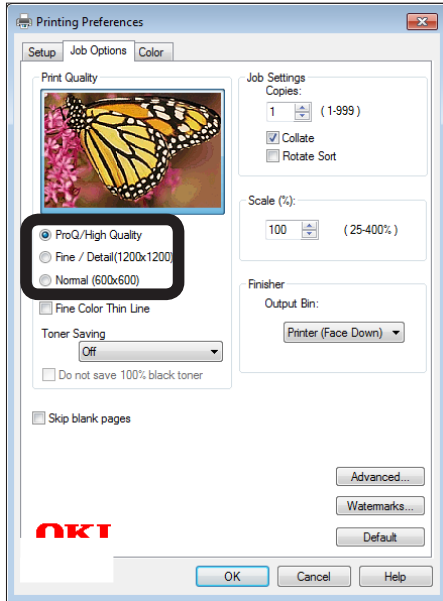 Printing Preferences
Setup Job Options Color
Print Quality
ProQ/High Quality
Fine / Detail(1200x1200)
Normal (600x600)
Fine Color Thin Line
Toner Saving
Off
Do not save 100% black toner
Skip blank pages
Job Settings
Copies:
1 ( 1-999 )
Collate
Rotate Sort
Scale (%):
100 ( 25-400% )
Finisher
Output Bin:
Printer (Face Down)
Advanced...
Watermarks...
Default
OKI
OK Cancel Help